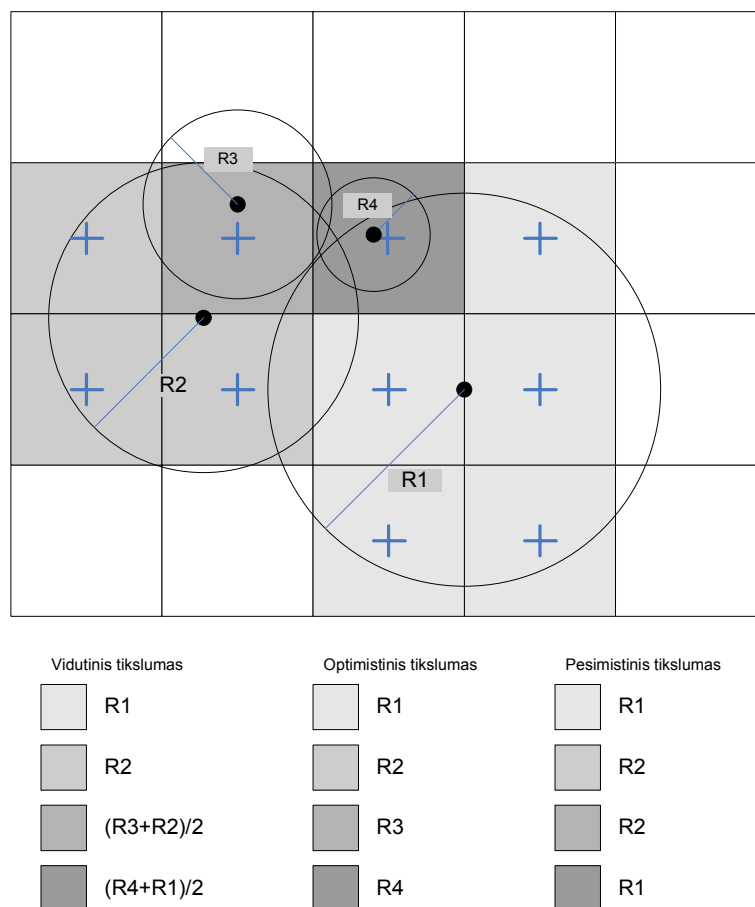 R3
R4
R2
R1
Vidutinis tikslumas Optimistinis tikslumas Pesimistinis tikslumas
R1 R1 R1
R2 R2 R2
(R3+R2)/2 R3 R2
(R4+R1)/2 R4 R1